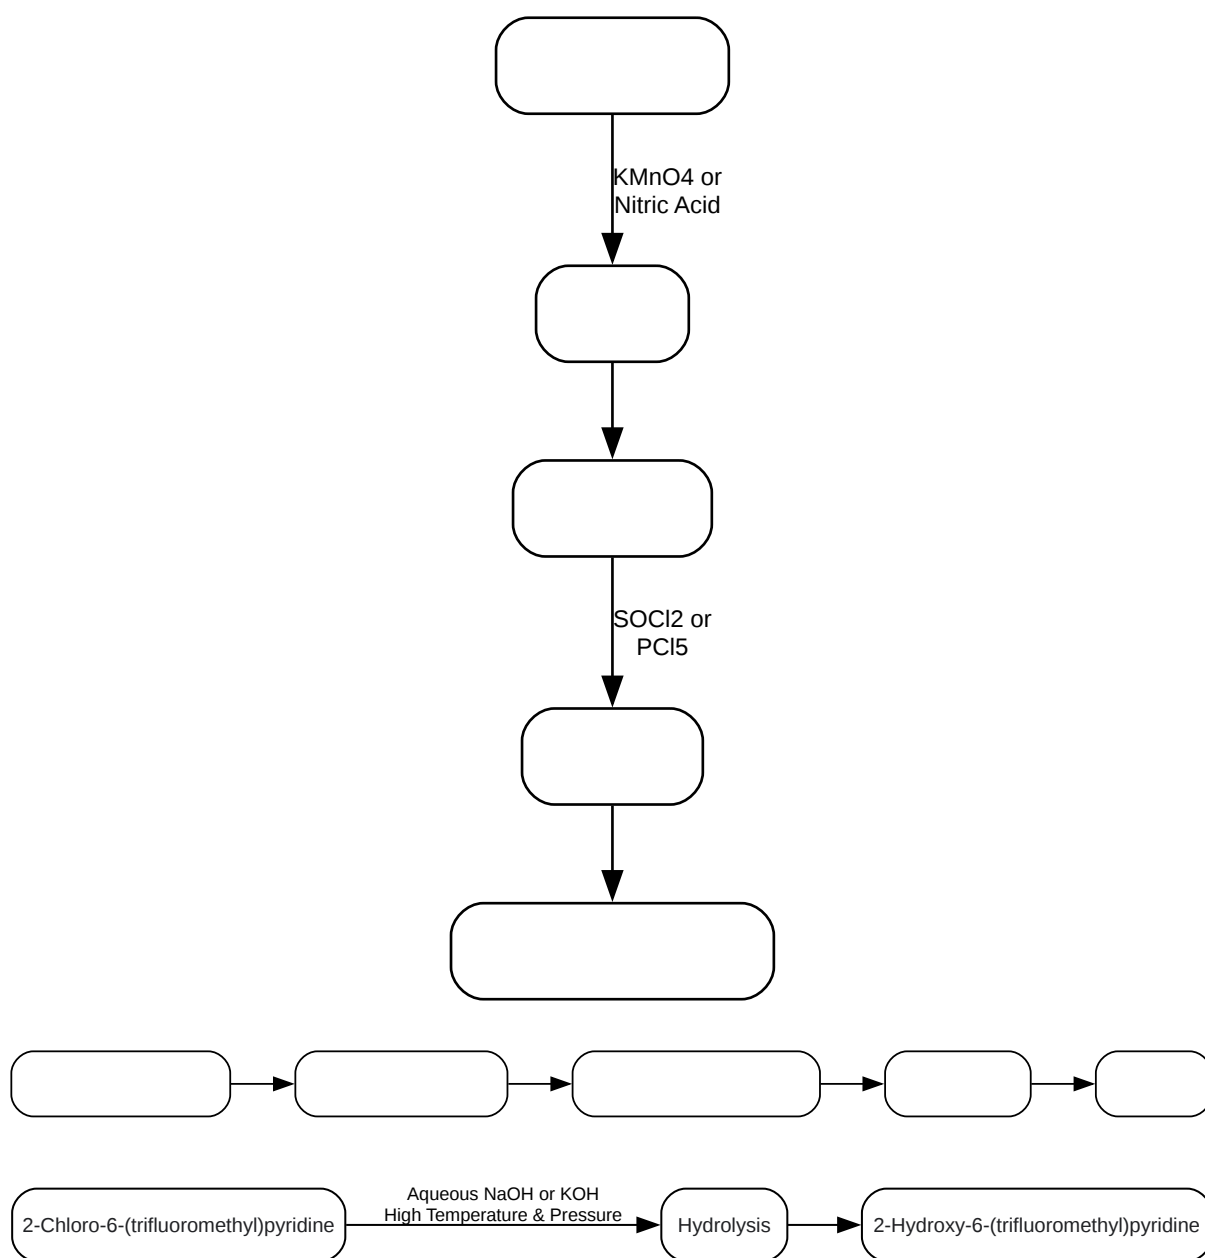 KMnO4 or
Nitric Acid
SOCl2 or
PCl5
Aqueous NaOH or KOH
High Temperature & Pressure
2-Chloro-6-(trifluoromethyl)pyridine
Hydrolysis
2-Hydroxy-6-(trifluoromethyl)pyridine